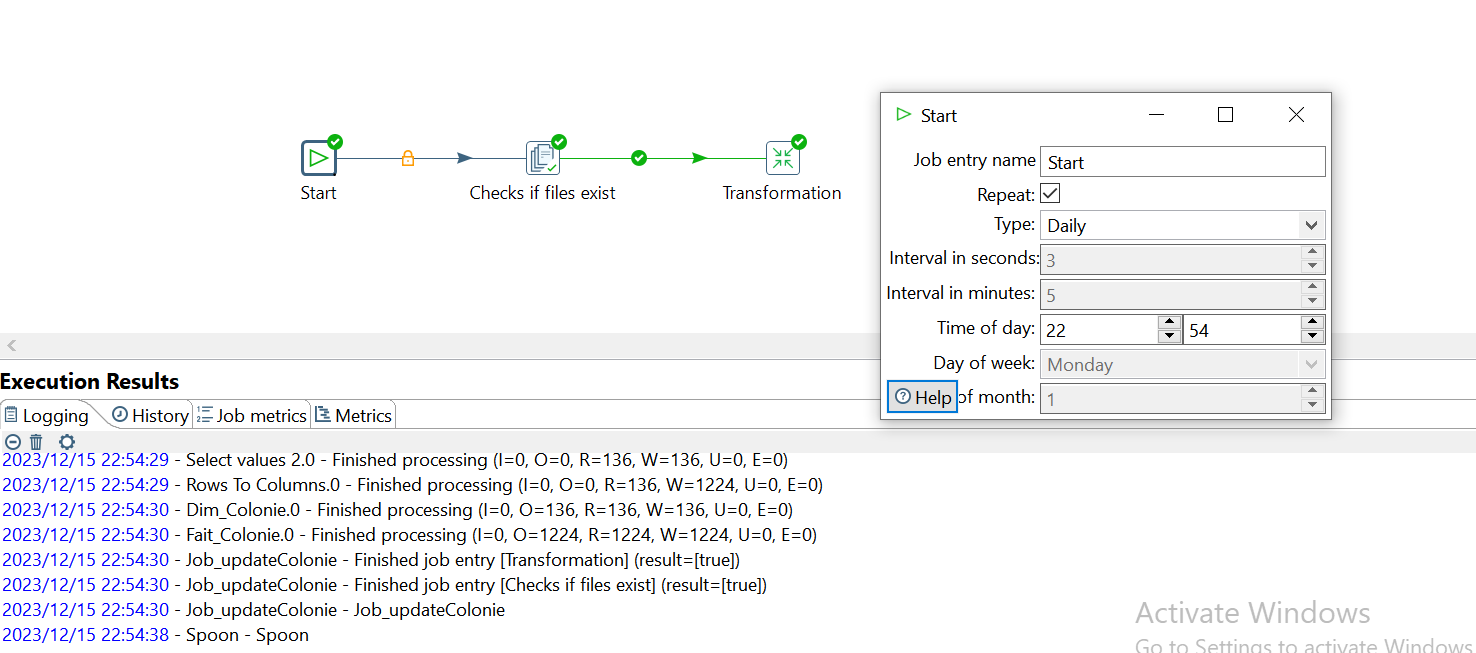 Start
Checks if files exist
Transformation
Start
Job entry name Start
Repeat:
Type: Daily
Interval in seconds: 3
Interval in minutes: 5
Time of day: 22 54
Day of week: Monday
Help of month: 1
Execution Results
Logging History Job metrics Metrics
2023/12/15 22:54:29 - Select values 2.0 - Finished processing (I=0, O=0, R=136, W=136, U=0, E=0)
2023/12/15 22:54:29 - Rows To Columns.0 - Finished processing (I=0, O=0, R=136, W=1224, U=0, E=0)
2023/12/15 22:54:30 - Dim_Colonie.0 - Finished processing (I=0, O=136, R=136, W=136, U=0, E=0)
2023/12/15 22:54:30 - Fait_Colonie.0 - Finished processing (I=0, O=1224, R=1224, W=1224, U=0, E=0)
2023/12/15 22:54:30 - Job_updateColonie - Finished job entry [Transformation] (result=[true])
2023/12/15 22:54:30 - Job_updateColonie - Finished job entry [Checks if files exist] (result=[true])
2023/12/15 22:54:30 - Job_updateColonie - Job_updateColonie
2023/12/15 22:54:38 - Spoon - Spoon
Activate Windows
Go to Settings to activate Windows